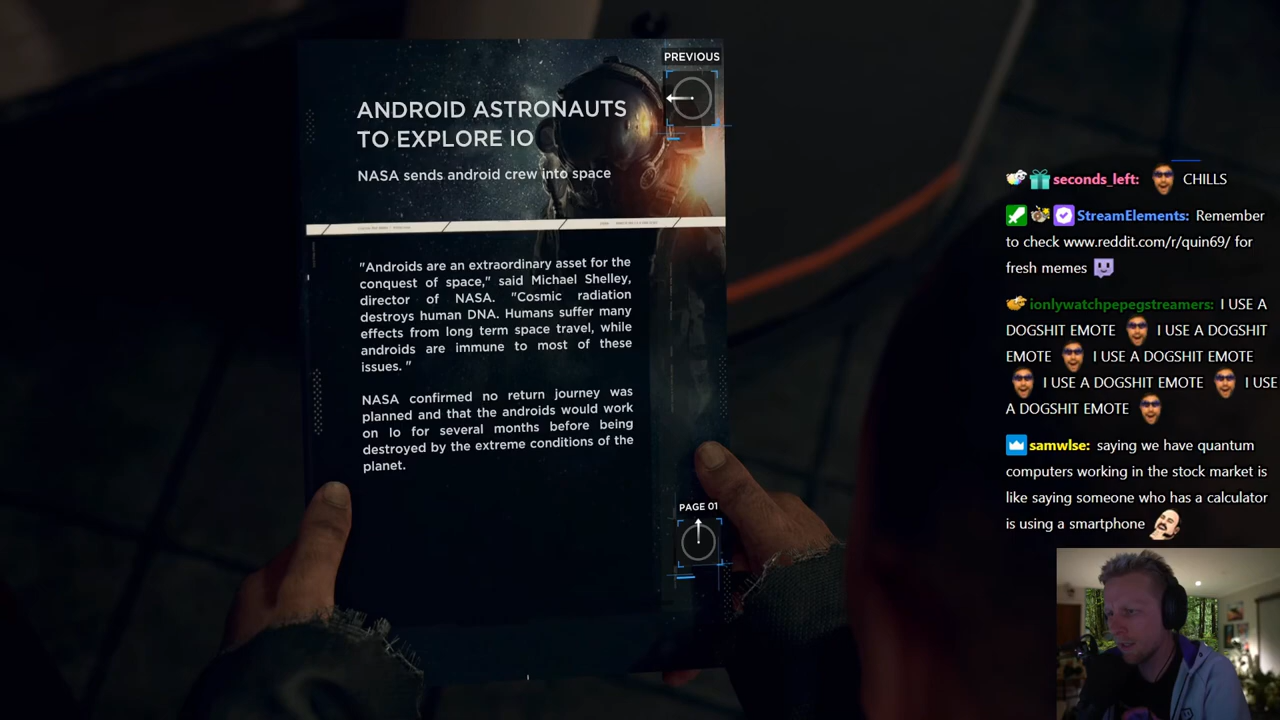 PREVIOUS
ANDROID ASTRONAUTS
TO EXPLORE IO
NASA sends android crew into space
"Androids are an extraordinary asset for the
conquest of space," said Michael Shelley,
director of NASA. "Cosmic radiation
destroys human DNA. Humans suffer many
effects from long term space travel, while
androids are immune to most of these
issues. "
NASA confirmed no return journey was
planned and that the androids would work
on Io for several months before being
destroyed by the extreme conditions of the
planet.
PAGE 01
seconds_left: CHILLS
StreamElements: Remember
to check www.reddit.com/r/quin69/ for
fresh memes
ionlywatchpepegstreamers: I USE A
DOGSHIT EMOTE I USE A DOGSHIT
EMOTE I USE A DOGSHIT EMOTE
I USE A DOGSHIT EMOTE I USE
A DOGSHIT EMOTE
samwlse: saying we have quantum
computers working in the stock market is
like saying someone who has a calculator
is using a smartphone